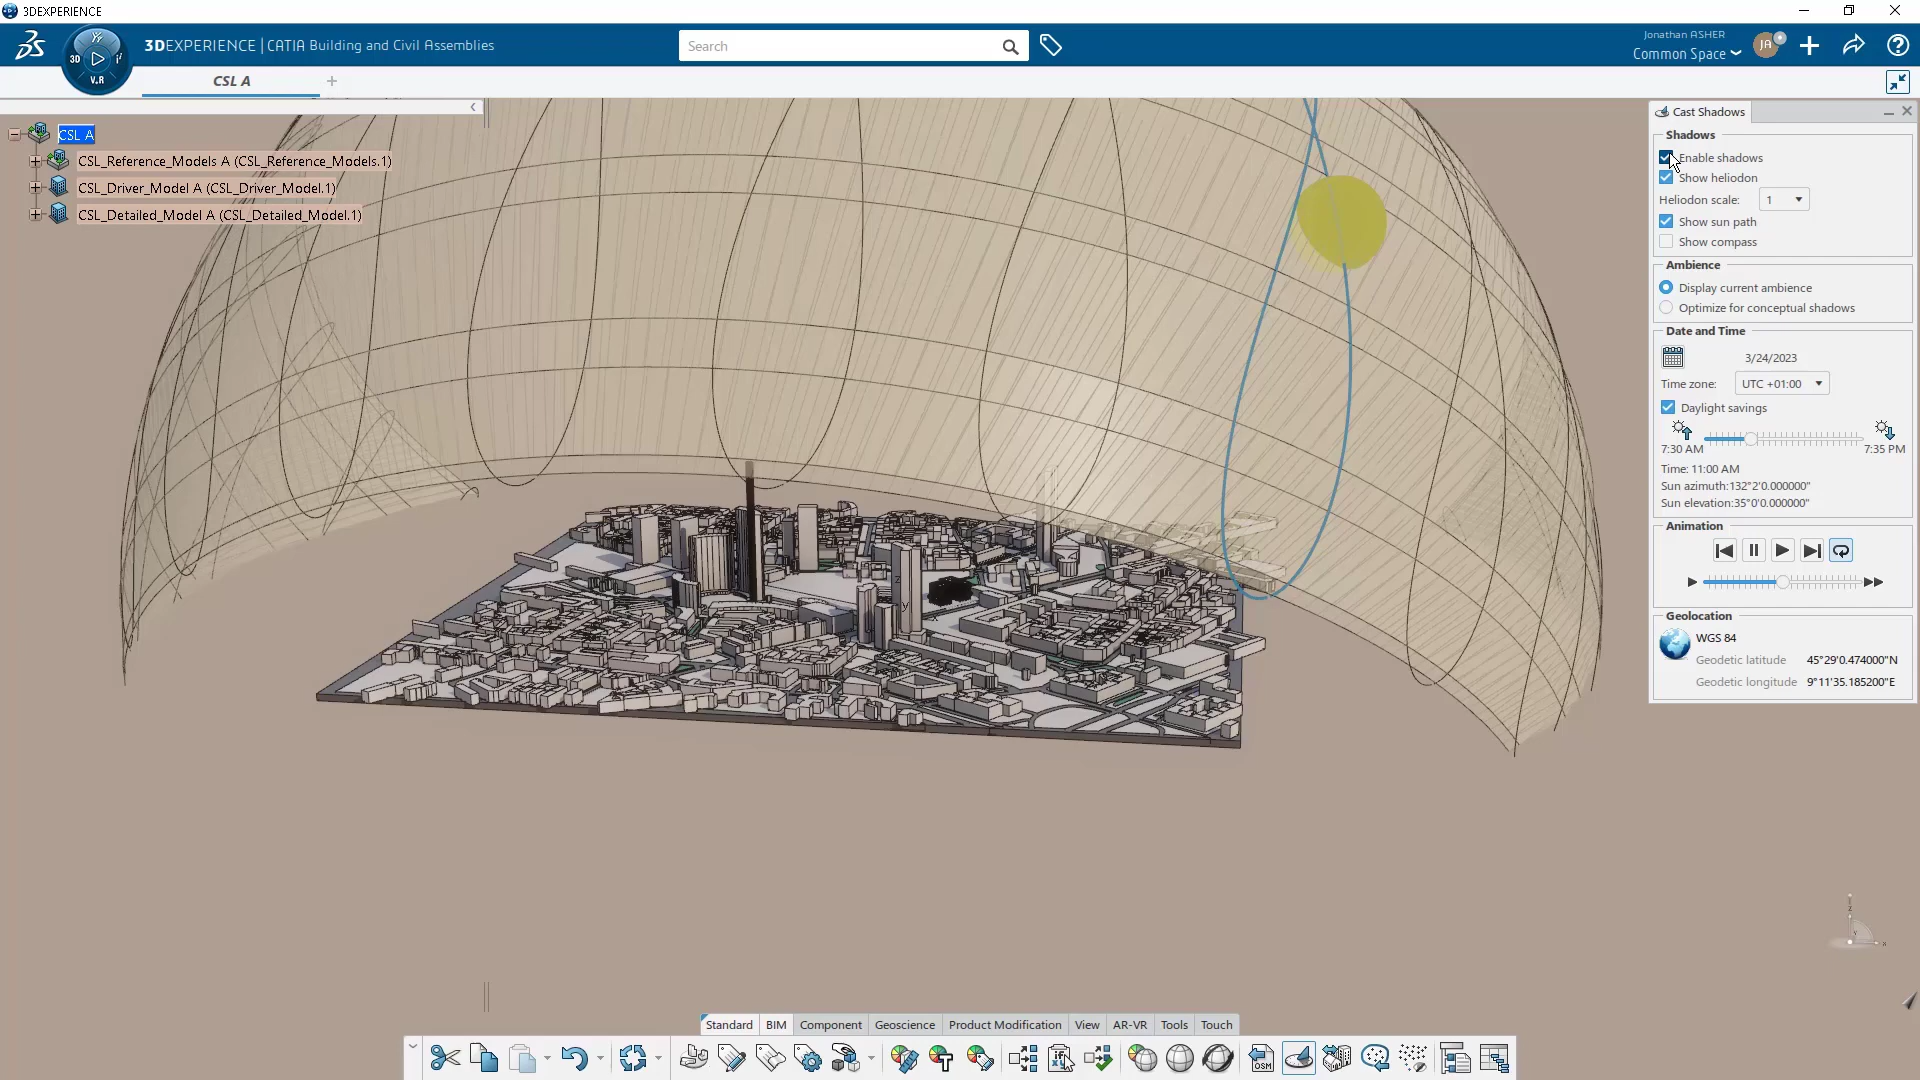 3DEXPERIENCE
3DEXPERIENCE | CATIA Building and Civil Assemblies
3D
V.R
Search
Jonathan ASHER
Common Space
JA
CSL A
CSL A
CSL_Reference_Models A (CSL_Reference_Models.1)
CSL_Driver_Model A (CSL_Driver_Model.1)
CSL_Detailed_Model A (CSL_Detailed_Model.1)
Cast Shadows
Shadows
Enable shadows
Show heliodon
Heliodon scale: 1
Show sun path
Show compass
Ambience
Display current ambience
Optimize for conceptual shadows
Date and Time
3/24/2023
Time zone: UTC +01:00
Daylight savings
7:30 AM 7:35 PM
Time: 11:00 AM
Sun azimuth:132°2'0.000000"
Sun elevation:35°0'0.000000"
Animation
Geolocation
WGS 84
Geodetic latitude 45°29'0.474000"N
Geodetic longitude 9°11'35.185200"E
z
y
x
z
y
x
Standard BIM Component Geoscience Product Modification View AR-VR Tools Touch
OSM